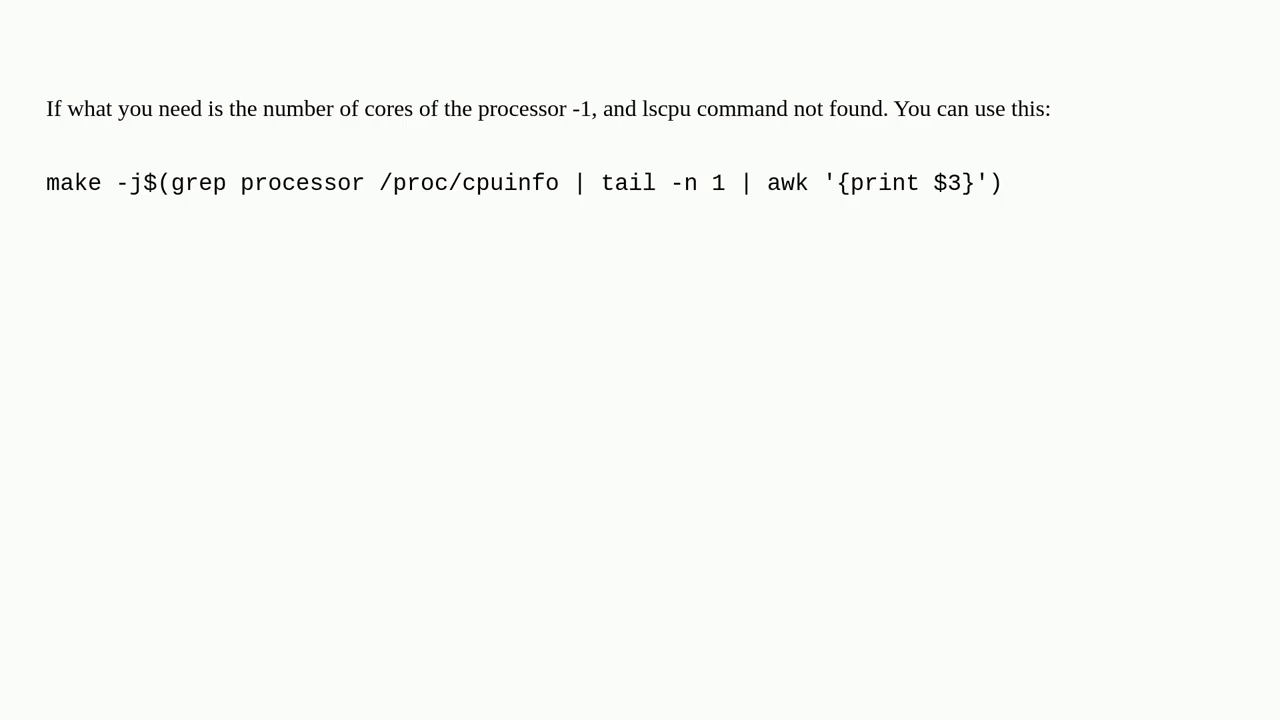 If what you need is the number of cores of the processor -1, and lscpu command not found. You can use this:
make -j$(grep processor /proc/cpuinfo | tail -n 1 | awk '{print $3}')